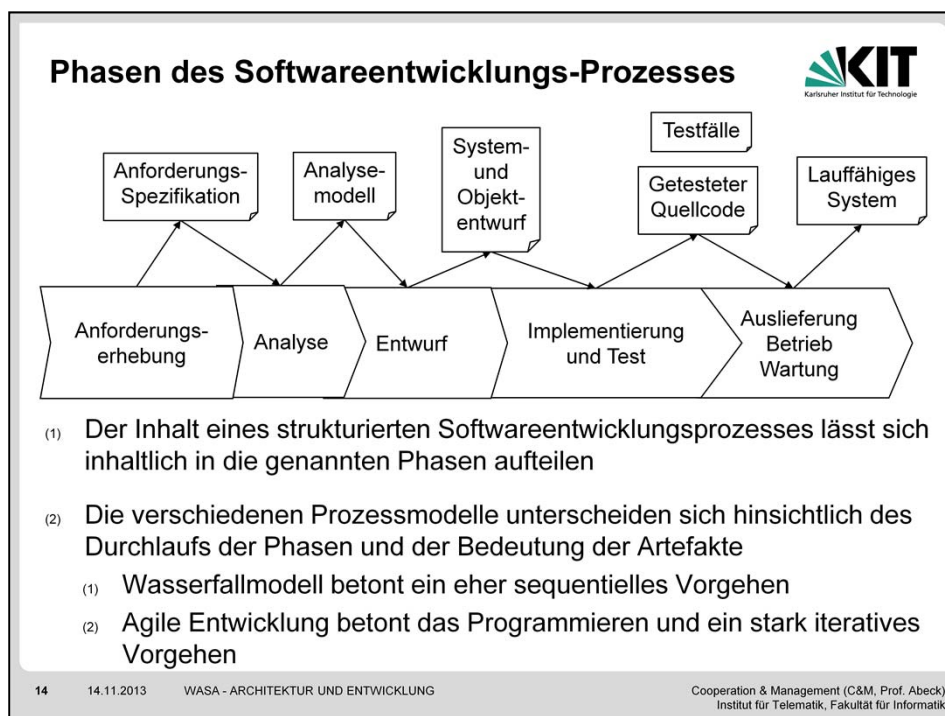 Phasen des Softwareentwicklungs-Prozesses
KIT
Karlsruher Institut für Technologie
Anforderungs-
Spezifikation
Analyse-
modell
System-
und
Objekt-
entwurf
Testfälle
Getesteter
Quellcode
Lauffähiges
System
Anforderungs-
erhebung
Analyse
Entwurf
Implementierung
und Test
Auslieferung
Betrieb
Wartung
(1) Der Inhalt eines strukturierten Softwareentwicklungsprozesses lässt sich
inhaltlich in die genannten Phasen aufteilen
(2) Die verschiedenen Prozessmodelle unterscheiden sich hinsichtlich des
Durchlaufs der Phasen und der Bedeutung der Artefakte
(1) Wasserfallmodell betont ein eher sequentielles Vorgehen
(2) Agile Entwicklung betont das Programmieren und ein stark iteratives
Vorgehen
14 14.11.2013 WASA - ARCHITEKTUR UND ENTWICKLUNG
Cooperation & Management (C&M, Prof. Abeck)
Institut für Telematik, Fakultät für Informatik